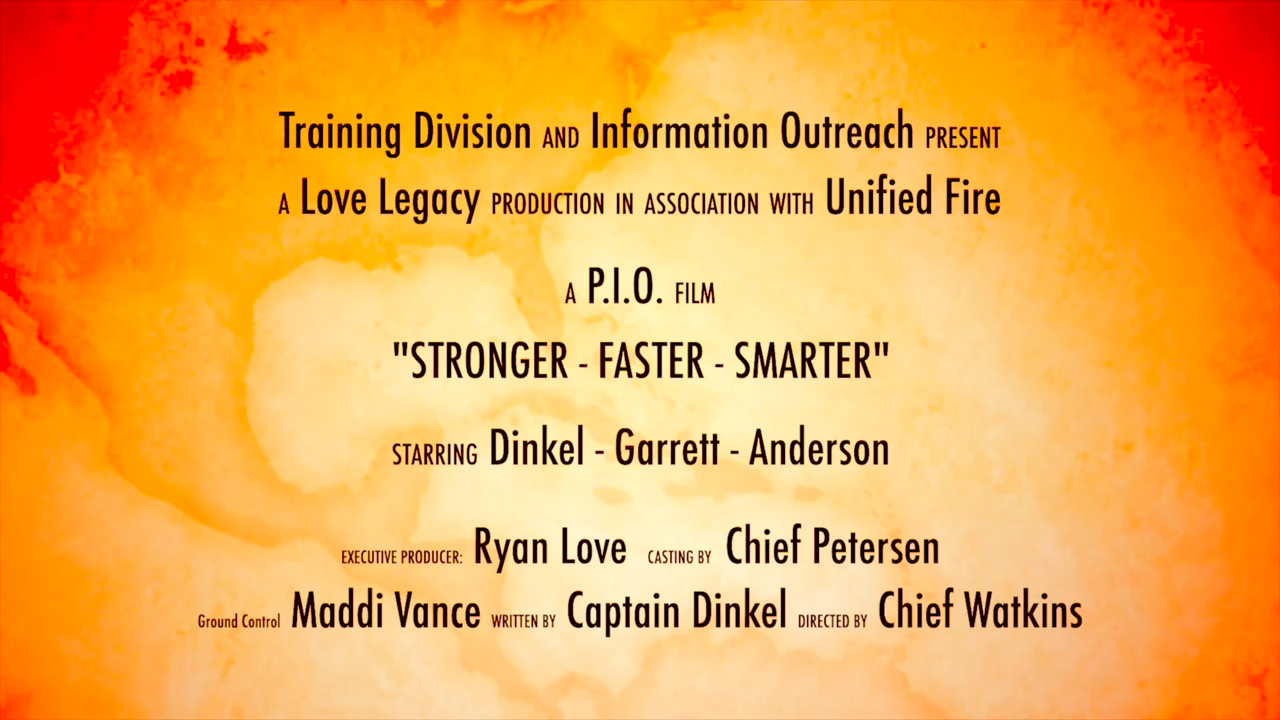 Training Division AND Information Outreach PRESENT
A Love Legacy PRODUCTION IN ASSOCIATION WITH Unified Fire
A P.I.O. FILM
"STRONGER - FASTER - SMARTER"
STARRING Dinkel - Garrett - Anderson
EXECUTIVE PRODUCER: Ryan Love CASTING BY Chief Petersen
Ground Control Maddi Vance WRITTEN BY Captain Dinkel DIRECTED BY Chief Watkins